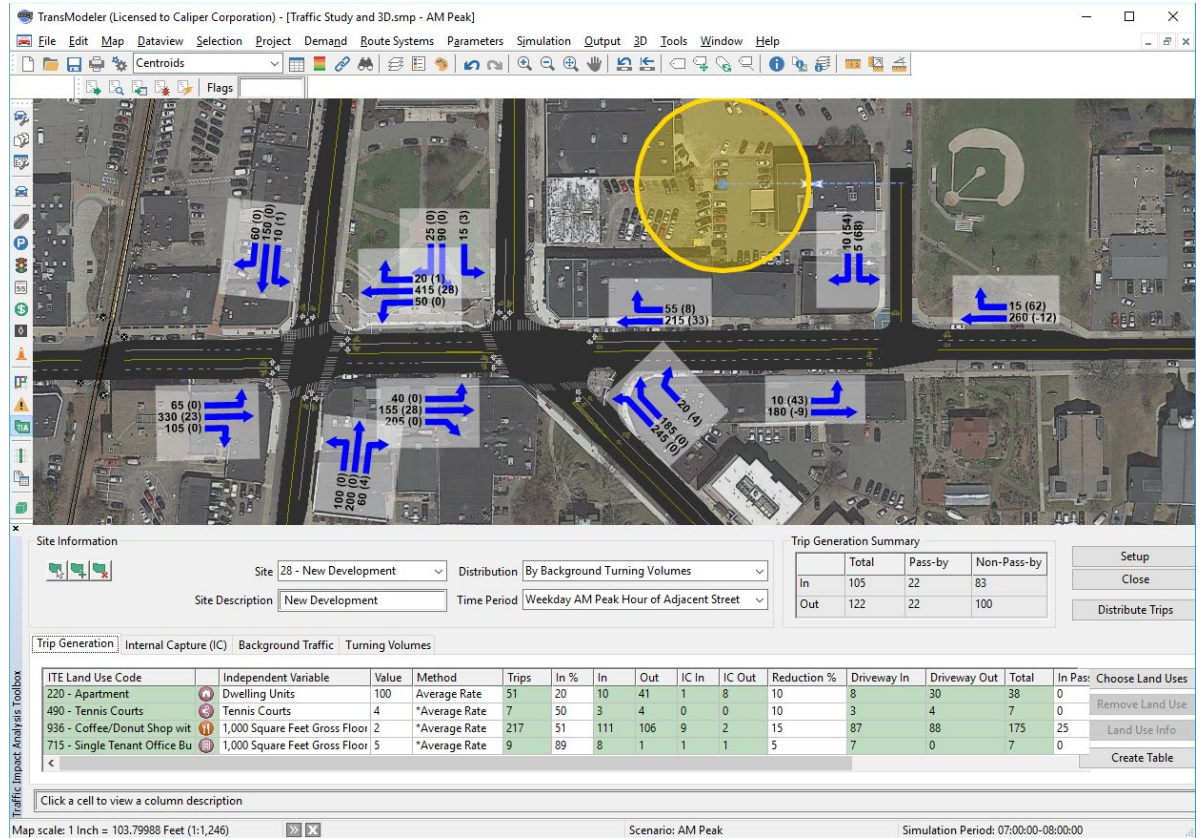 TransModeler (Licensed to Caliper Corporation) - [Traffic Study and 3D.smp - AM Peak]
File Edit Map Dataview Selection Project Demand Route Systems Parameters Simulation Output 3D Tools Window Help
Centroids
Flags
60 (0)
150 (0)
10 (1)
25 (0)
90 (0)
15 (3)
20 (1)
415 (28)
50 (0)
55 (8)
215 (33)
10 (54)
5 (68)
15 (62)
260 (-12)
65 (0)
330 (23)
105 (0)
40 (0)
155 (28)
205 (0)
100 (0)
200 (0)
60 (4)
20 (4)
185 (0)
245 (0)
10 (43)
180 (-9)
Site Information
Site 28 - New Development Distribution By Background Turning Volumes
Site Description New Development Time Period Weekday AM Peak Hour of Adjacent Street
Trip Generation Summary
Total Pass-by Non-Pass-by
In 105 22 83
Out 122 22 100
Setup
Close
Distribute Trips
Trip Generation Internal Capture (IC) Background Traffic Turning Volumes
ITE Land Use Code Independent Variable Value Method Trips In % In Out IC In IC Out Reduction % Driveway In Driveway Out Total In Pas
220 - Apartment Dwelling Units 100 Average Rate 51 20 10 41 1 8 10 8 30 38 0
490 - Tennis Courts Tennis Courts 4 *Average Rate 7 50 3 4 0 0 10 3 4 7 0
936 - Coffee/Donut Shop wit 1,000 Square Feet Gross Floor 2 *Average Rate 217 51 111 106 9 2 15 87 88 175 25
715 - Single Tenant Office Bu 1,000 Square Feet Gross Floor 5 *Average Rate 9 89 8 1 1 1 5 7 0 7 0
Choose Land Uses
Remove Land Use
Land Use Info
Create Table
Traffic Impact Analysis Toolbox
Click a cell to view a column description
Map scale: 1 Inch = 103.79988 Feet (1:1,246) Scenario: AM Peak Simulation Period: 07:00:00-08:00:00